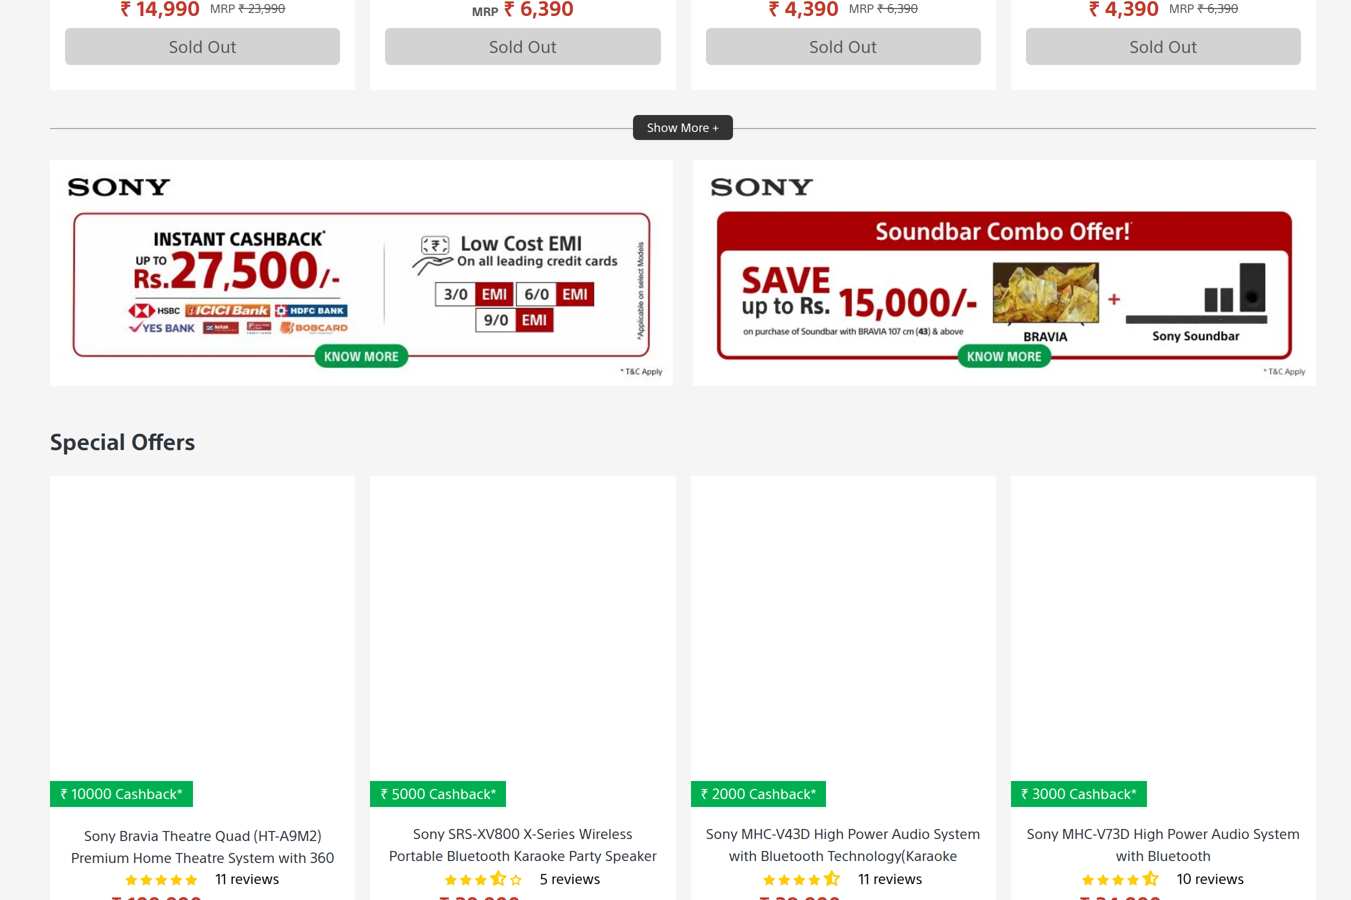 ₹ 14,990 MRP ₹ 23,990
MRP ₹ 6,390
₹ 4,390 MRP ₹ 6,390
₹ 4,390 MRP ₹ 6,390
Sold Out
Sold Out
Sold Out
Sold Out
Show More +
SONY
INSTANT CASHBACK*
UP TO
Rs.27,500/-
HSBC ICICI Bank HDFC BANK
YES BANK BOBCARD
Low Cost EMI
On all leading credit cards
3/0 EMI 6/0 EMI
9/0 EMI
*Applicable on select Models
KNOW MORE
* T&C Apply
SONY
Soundbar Combo Offer!*
SAVE
up to Rs. 15,000/-
on purchase of Soundbar with BRAVIA 107 cm (43) & above
+
BRAVIA
Sony Soundbar
KNOW MORE
* T&C Apply
Special Offers
₹ 10000 Cashback*
Sony Bravia Theatre Quad (HT-A9M2)
Premium Home Theatre System with 360
11 reviews
₹ 5000 Cashback*
Sony SRS-XV800 X-Series Wireless
Portable Bluetooth Karaoke Party Speaker
5 reviews
₹ 2000 Cashback*
Sony MHC-V43D High Power Audio System
with Bluetooth Technology(Karaoke
11 reviews
₹ 3000 Cashback*
Sony MHC-V73D High Power Audio System
with Bluetooth
10 reviews